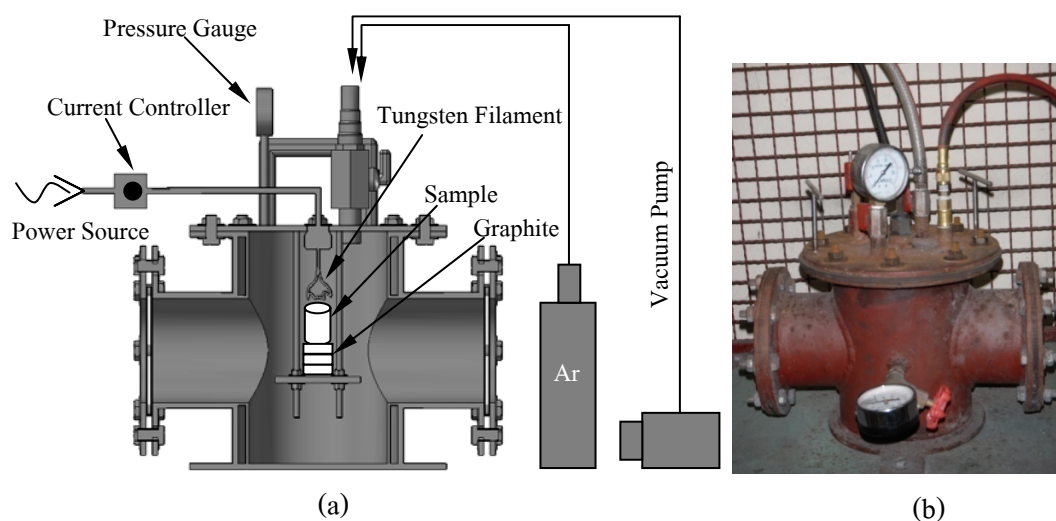 Pressure Gauge
Current Controller
Tungsten Filament
Sample
Graphite
Power Source
Vacuum Pump
Ar
(a)
(b)